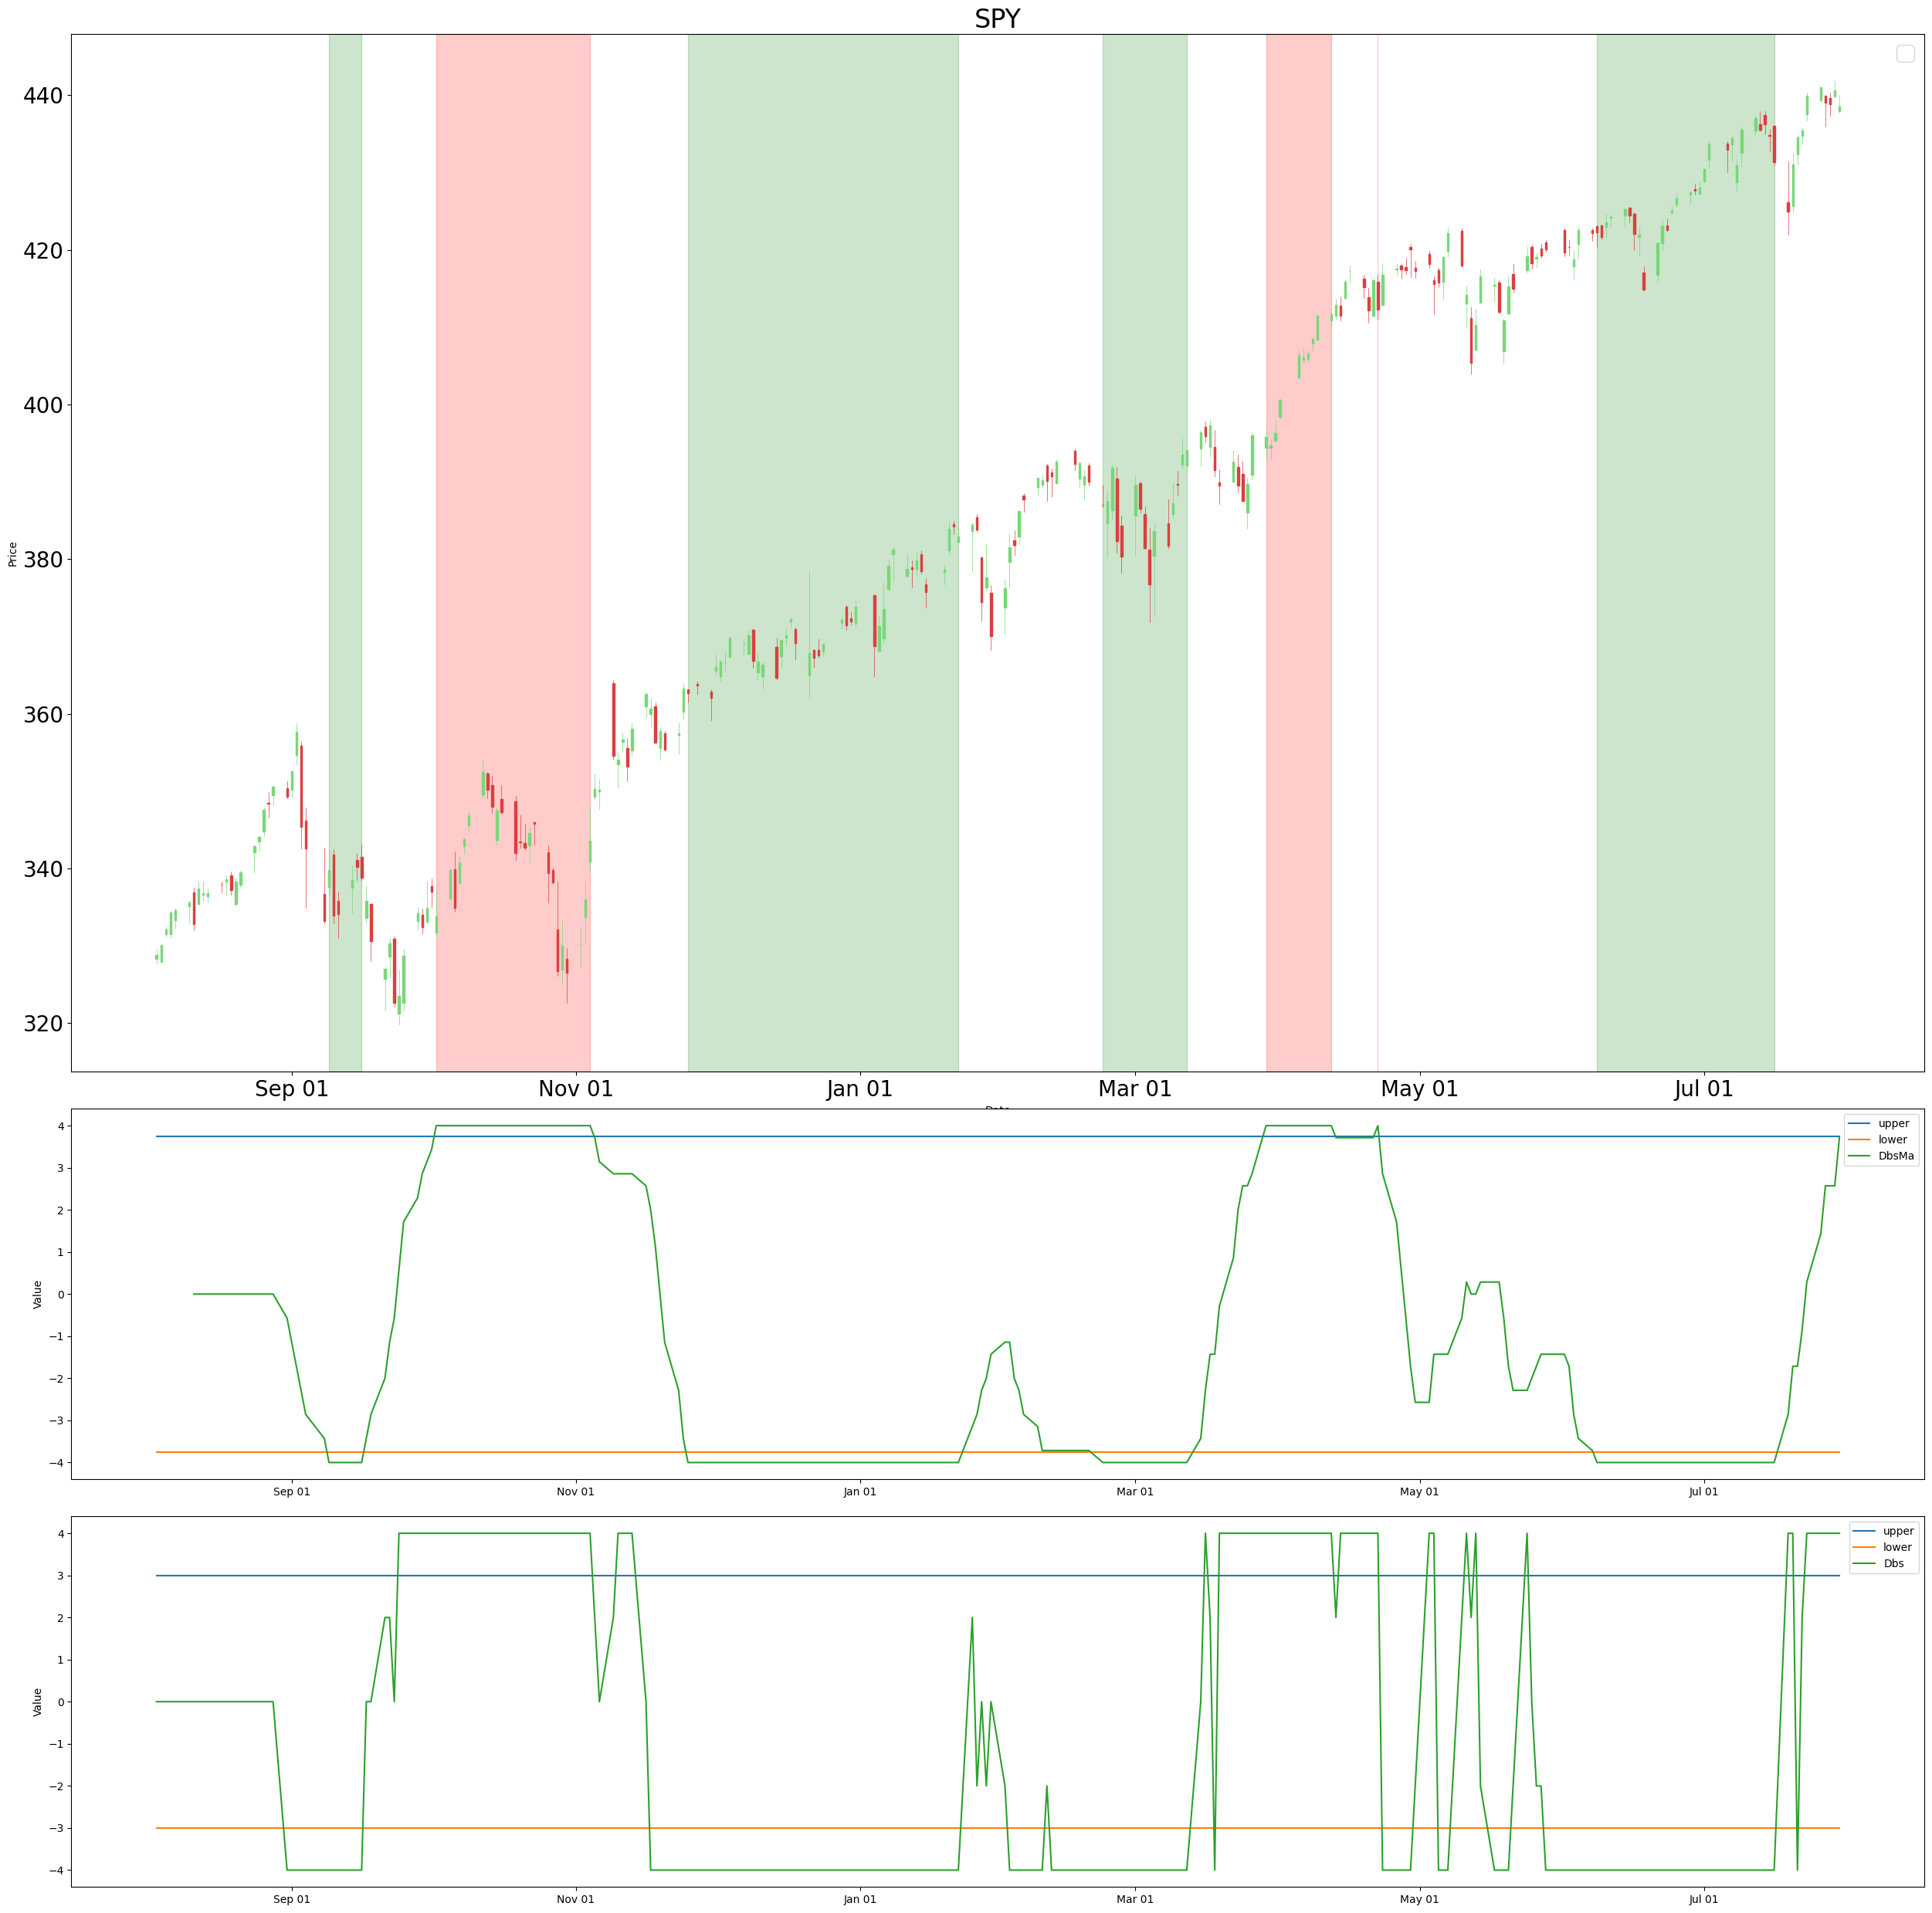 SPY
440
420
400
380
360
340
320
Price
Sep 01
Nov 01
Jan 01
Mar 01
May 01
Jul 01
4
3
2
1
0
−1
−2
−3
−4
Value
upper
lower
DbsMa
Sep 01
Nov 01
Jan 01
Mar 01
May 01
Jul 01
4
3
2
1
0
−1
−2
−3
−4
Value
upper
lower
Dbs
Sep 01
Nov 01
Jan 01
Mar 01
May 01
Jul 01